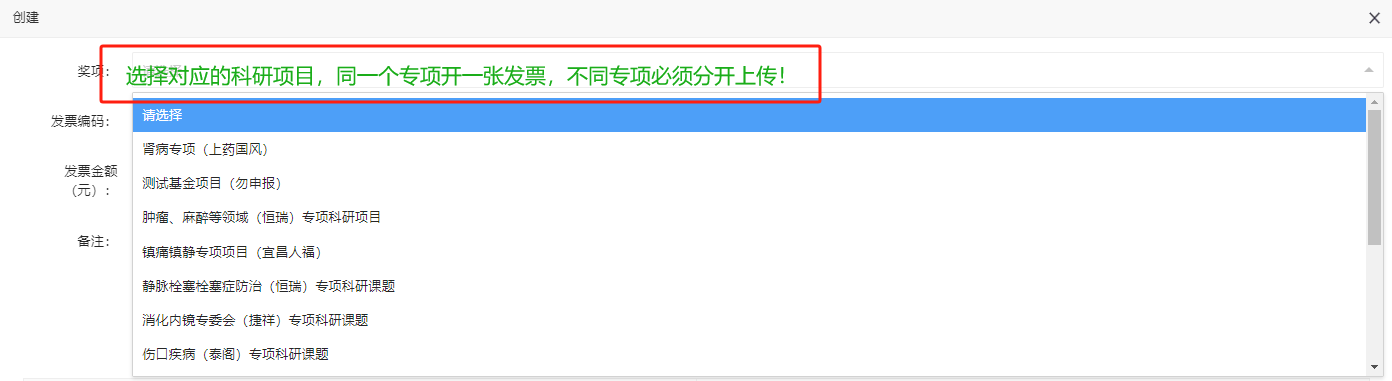 创建
奖项：
选择对应的科研项目，同一个专项开一张发票，不同专项必须分开上传！
请选择
发票编码：
肾病专项（上药国风）
发票金额
（元）：
测试基金项目（勿申报）
肿瘤、麻醉等领域（恒瑞）专项科研项目
备注：
镇痛镇静专项项目（宜昌人福）
静脉栓塞栓塞症防治（恒瑞）专项科研课题
消化内镜专委会（捷祥）专项科研课题
伤口疾病（泰阁）专项科研课题